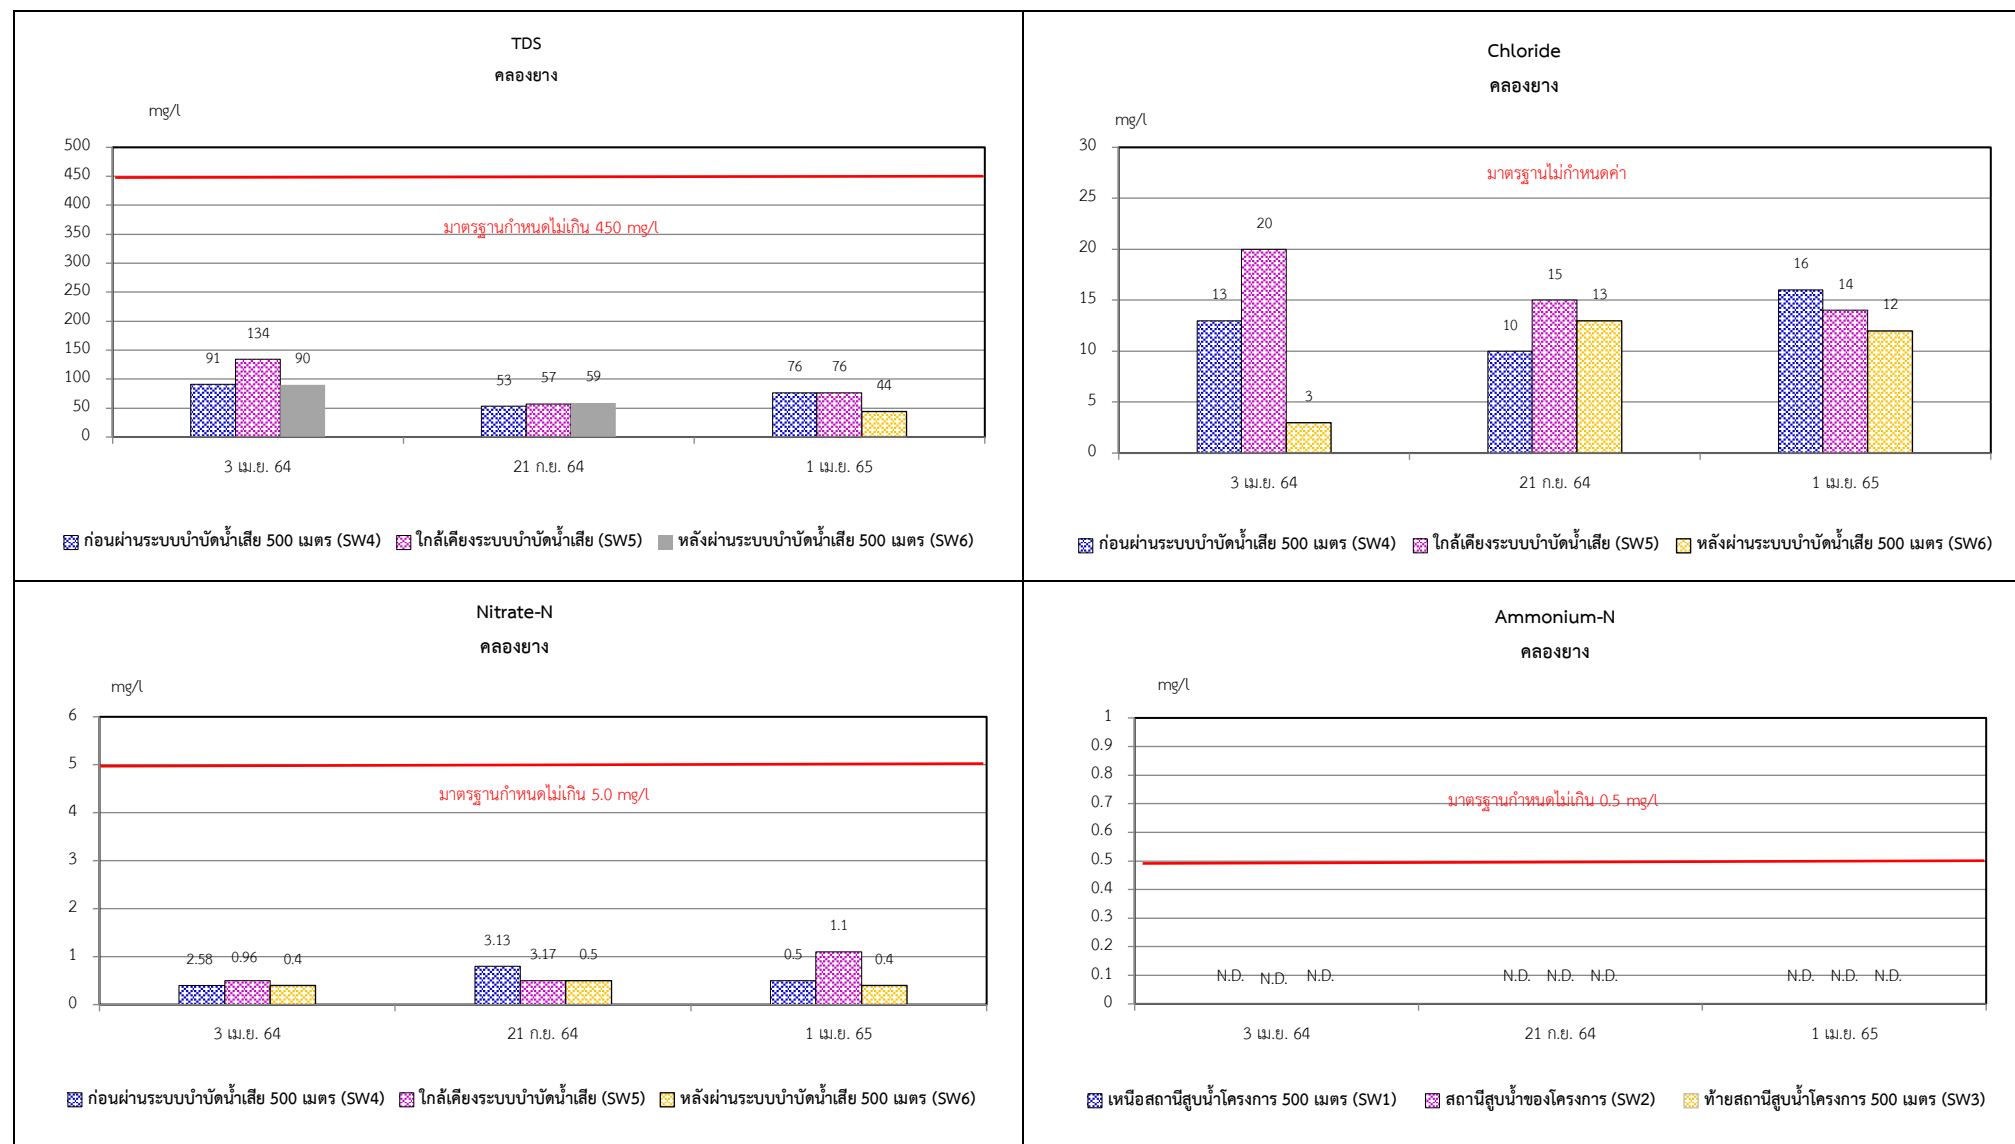 TDS
คลองยาง
mg/l
500
450
400
350
300
250
200
150
100
50
0
มาตรฐานกำหนดไม่เกิน 450 mg/l
91 134 90
53 57 59
76 76 44
3 เม.ย. 64 21 ก.ย. 64 1 เม.ย. 65
ก่อนผ่านระบบบำบัดน้ำเสีย 500 เมตร (SW4) ใกล้เคียงระบบบำบัดน้ำเสีย (SW5) หลังผ่านระบบบำบัดน้ำเสีย 500 เมตร (SW6)
Chloride
คลองยาง
mg/l
30
25
20
15
10
5
0
มาตรฐานไม่กำหนดค่า
13 20 3
10 15 13
16 14 12
3 เม.ย. 64 21 ก.ย. 64 1 เม.ย. 65
ก่อนผ่านระบบบำบัดน้ำเสีย 500 เมตร (SW4) ใกล้เคียงระบบบำบัดน้ำเสีย (SW5) หลังผ่านระบบบำบัดน้ำเสีย 500 เมตร (SW6)
Nitrate-N
คลองยาง
mg/l
6
5
4
3
2
1
0
มาตรฐานกำหนดไม่เกิน 5.0 mg/l
2.58 0.96 0.4
3.13 3.17 0.5
0.5 1.1 0.4
3 เม.ย. 64 21 ก.ย. 64 1 เม.ย. 65
ก่อนผ่านระบบบำบัดน้ำเสีย 500 เมตร (SW4) ใกล้เคียงระบบบำบัดน้ำเสีย (SW5) หลังผ่านระบบบำบัดน้ำเสีย 500 เมตร (SW6)
Ammonium-N
คลองยาง
mg/l
1
0.9
0.8
0.7
0.6
0.5
0.4
0.3
0.2
0.1
0
มาตรฐานกำหนดไม่เกิน 0.5 mg/l
N.D. N.D. N.D.
N.D. N.D. N.D.
N.D. N.D. N.D.
3 เม.ย. 64 21 ก.ย. 64 1 เม.ย. 65
เหนือสถานีสูบน้ำโครงการ 500 เมตร (SW1) สถานีสูบน้ำของโครงการ (SW2) ท้ายสถานีสูบน้ำโครงการ 500 เมตร (SW3)